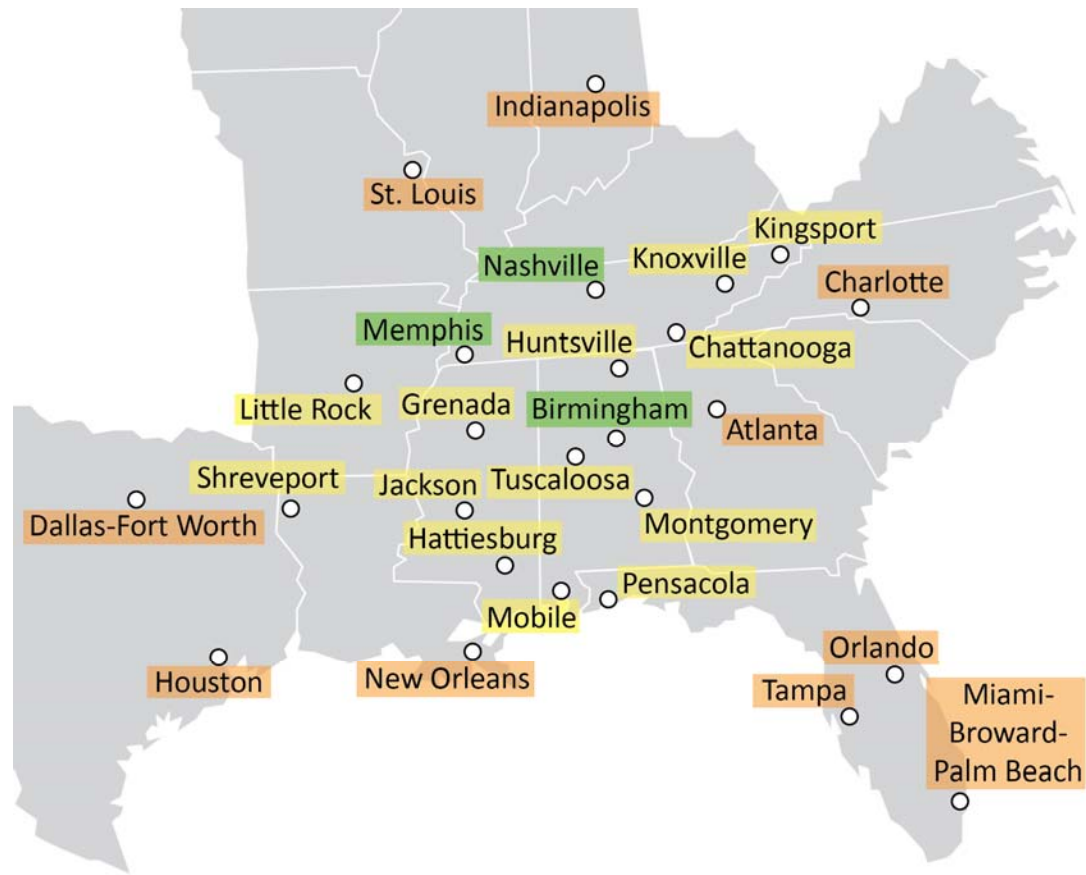 Indianapolis
St. Louis
Kingsport
Nashville
Knoxville
Charlotte
Memphis
Huntsville
Chattanooga
Little Rock
Grenada
Birmingham
Atlanta
Shreveport
Jackson
Tuscaloosa
Dallas-Fort Worth
Montgomery
Hattiesburg
Pensacola
Mobile
Orlando
Houston
New Orleans
Tampa
Miami-
Broward-
Palm Beach